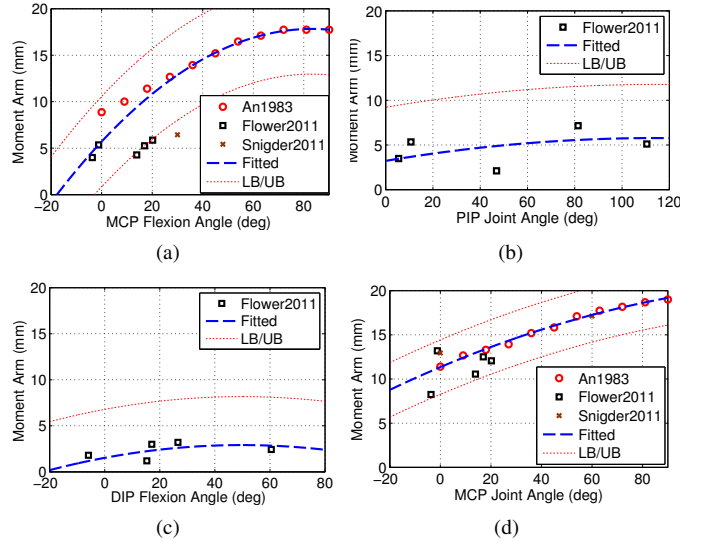 20
15
10
5
0
Moment Arm (mm)
An1983
Flower2011
Snigder2011
Fitted
LB/UB
-20 0 20 40 60 80
MCP Flexion Angle (deg)
(a)
20
15
10
5
0
Moment Arm (mm)
Flower2011
Fitted
LB/UB
0 20 40 60 80 100 120
PIP Joint Angle (deg)
(b)
20
15
10
5
0
Moment Arm (mm)
Flower2011
Fitted
LB/UB
-20 0 20 40 60 80
DIP Flexion Angle (deg)
(c)
20
15
10
5
0
Moment Arm (mm)
An1983
Flower2011
Snigder2011
Fitted
LB/UB
-20 0 20 40 60 80
MCP Joint Angle (deg)
(d)